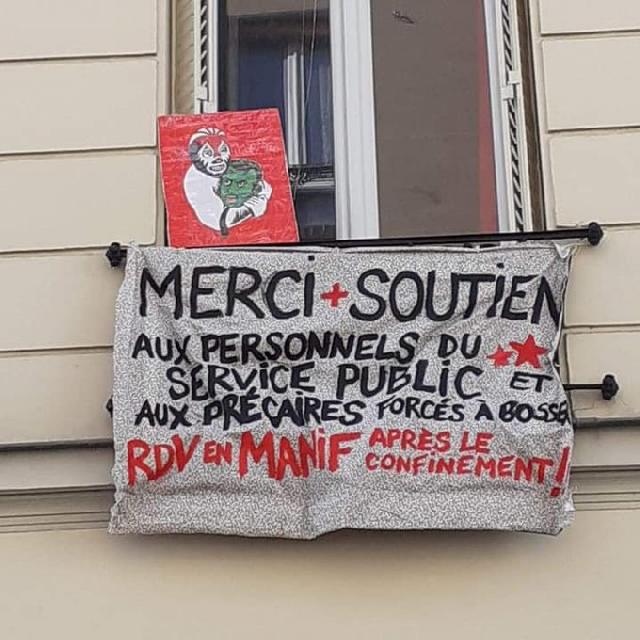 MERCI + SOUTIEN
AUX PERSONNELS DU
SERVICE PUBLIC ET
AUX PRÉCAIRES FORCÉS À BOSSER
RDV EN MANIF APRÈS LE
CONFINEMENT !